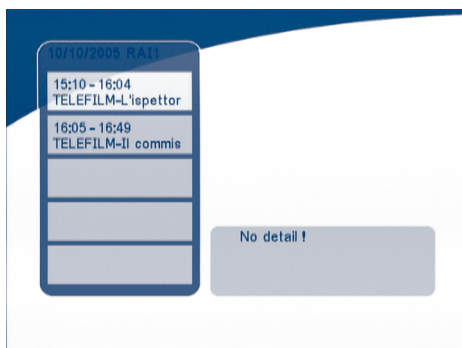 10/10/2005 RAI1
15:10 - 16:04
TELEFILM-L'ispettor
16:05 - 16:49
TELEFILM-Il commis
No detail !